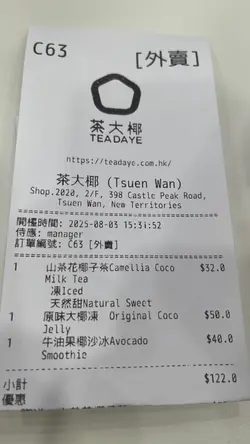 C63 [外賣]
茶大椰
TEADAYE
https://teadaye.com.hk/
茶大椰 (Tsuen Wan)
Shop.2020, 2/F, 398 Castle Peak Road,
Tsuen Wan, New Territories
開檯時間: 2025-08-03 15:31:52
侍應: manager
訂單編號: C63 [外賣]
1 山茶花椰子茶Camellia Coco $32.0
Milk Tea
凍Iced
天然甜Natural Sweet
1 原味大椰凍 Original Coco $50.0
Jelly
1 牛油果椰沙冰Avocado $40.0
Smoothie
小計 $122.0
優惠